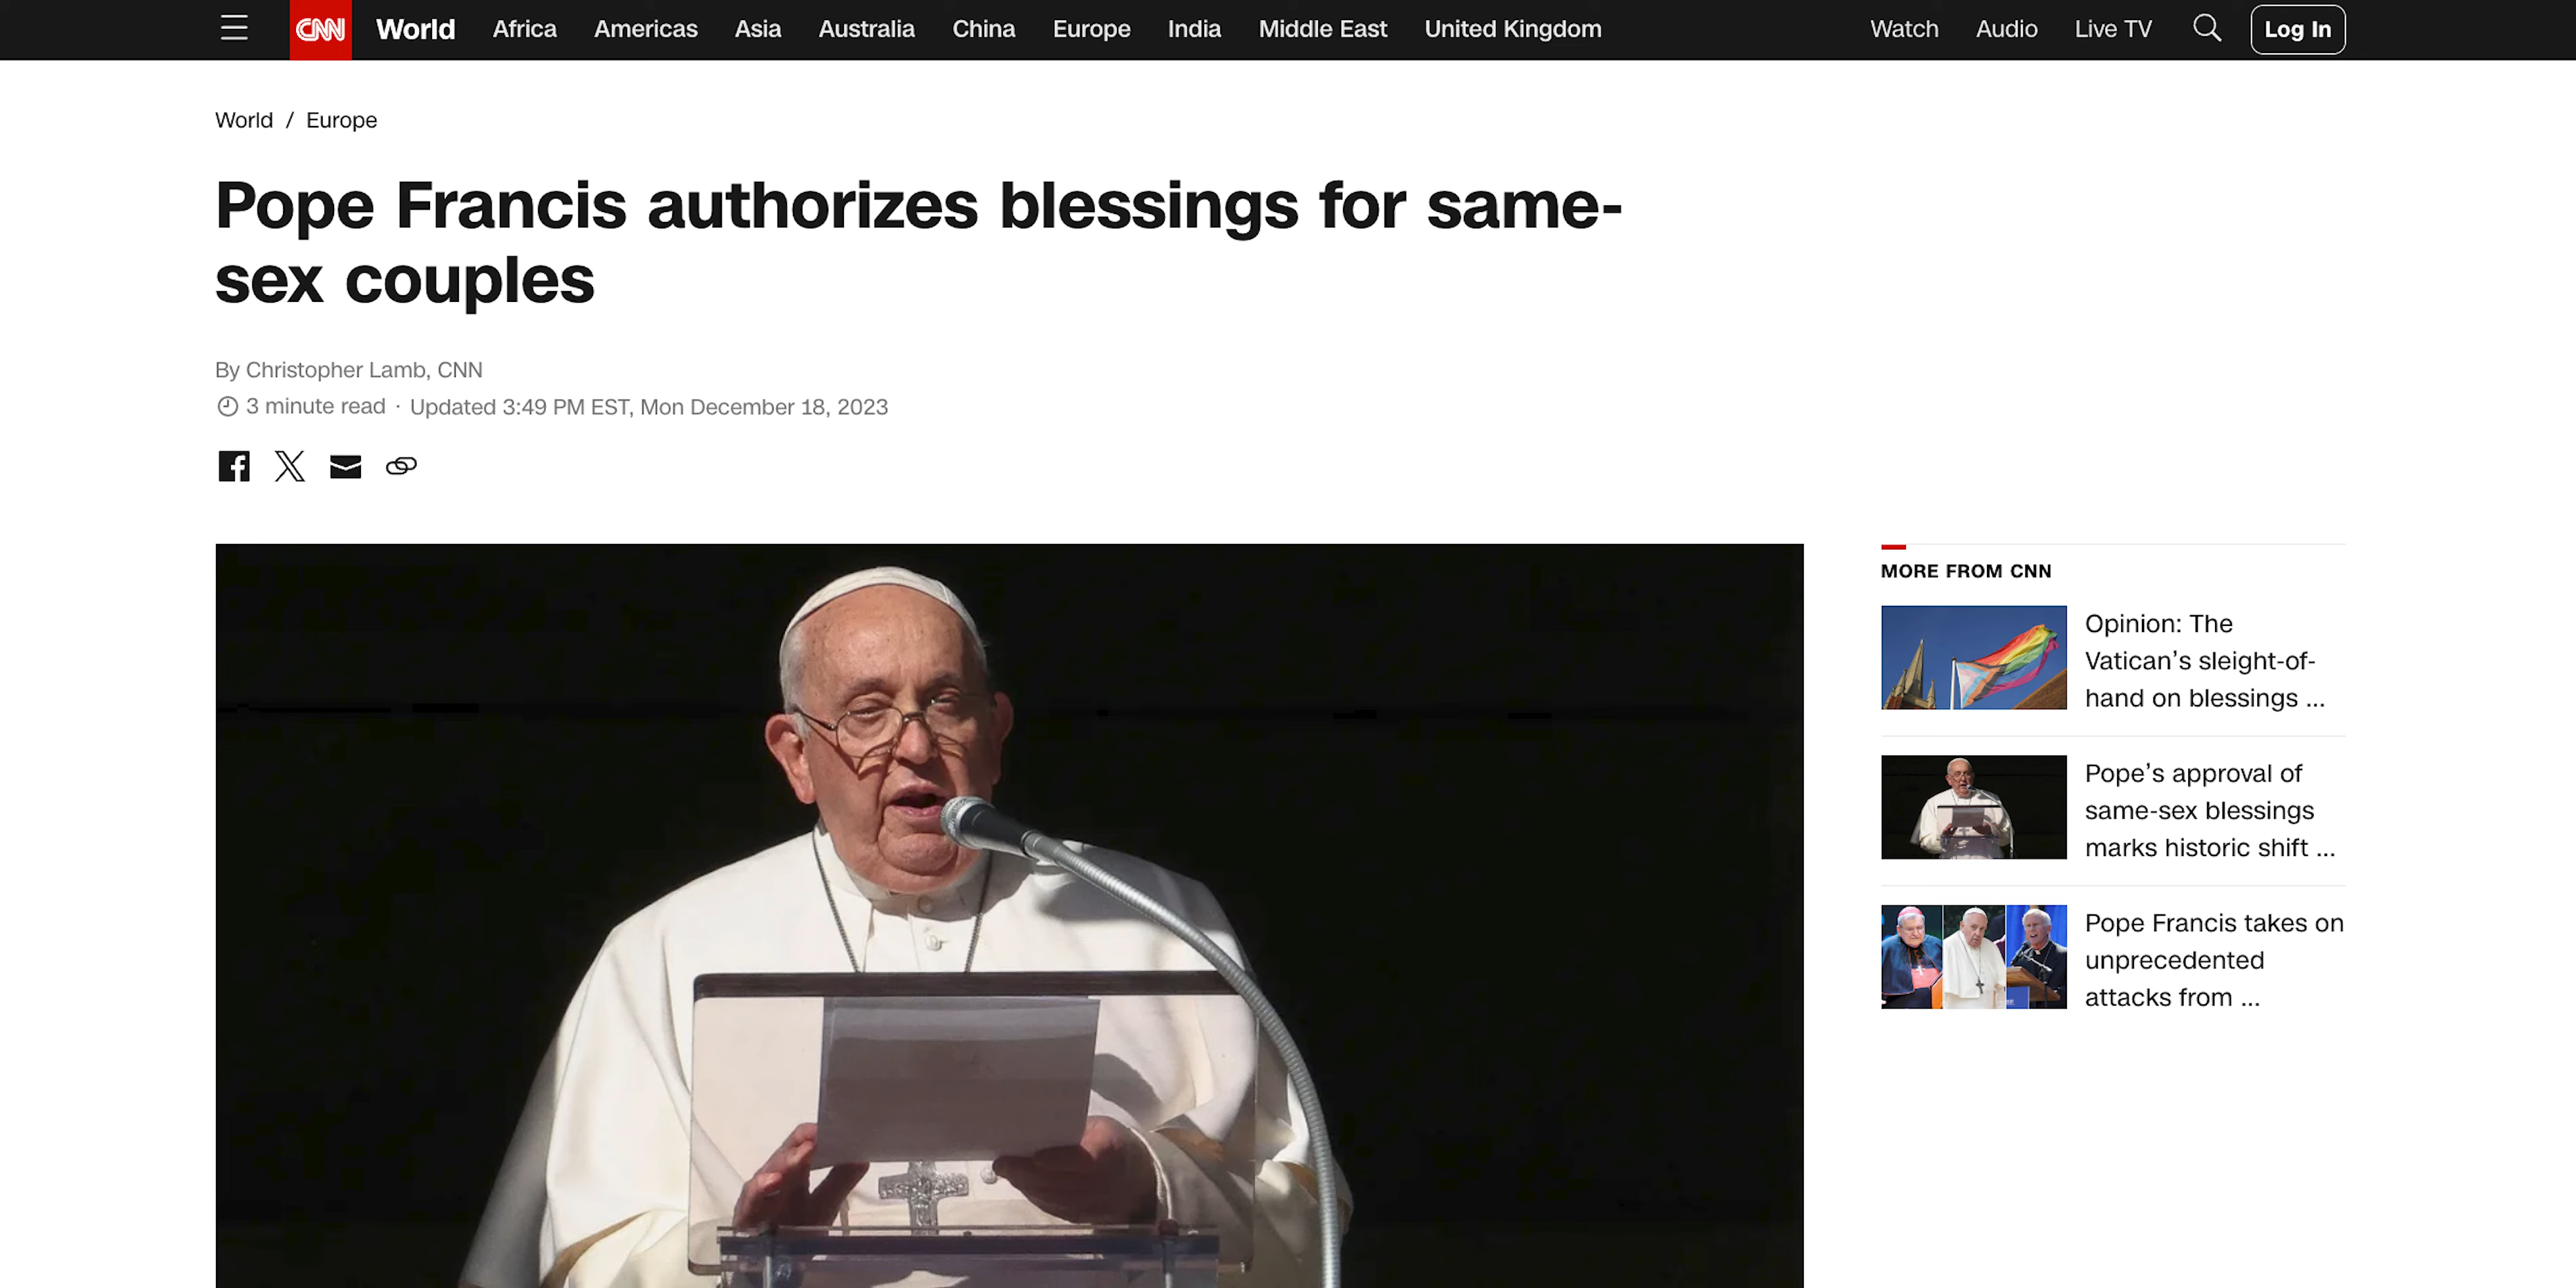 CNN World Africa Americas Asia Australia China Europe India Middle East United Kingdom Watch Audio Live TV Log In
World / Europe
Pope Francis authorizes blessings for same-
sex couples
By Christopher Lamb, CNN
3 minute read · Updated 3:49 PM EST, Mon December 18, 2023
MORE FROM CNN
Opinion: The
Vatican’s sleight-of-
hand on blessings ...
Pope’s approval of
same-sex blessings
marks historic shift ...
Pope Francis takes on
unprecedented
attacks from ...